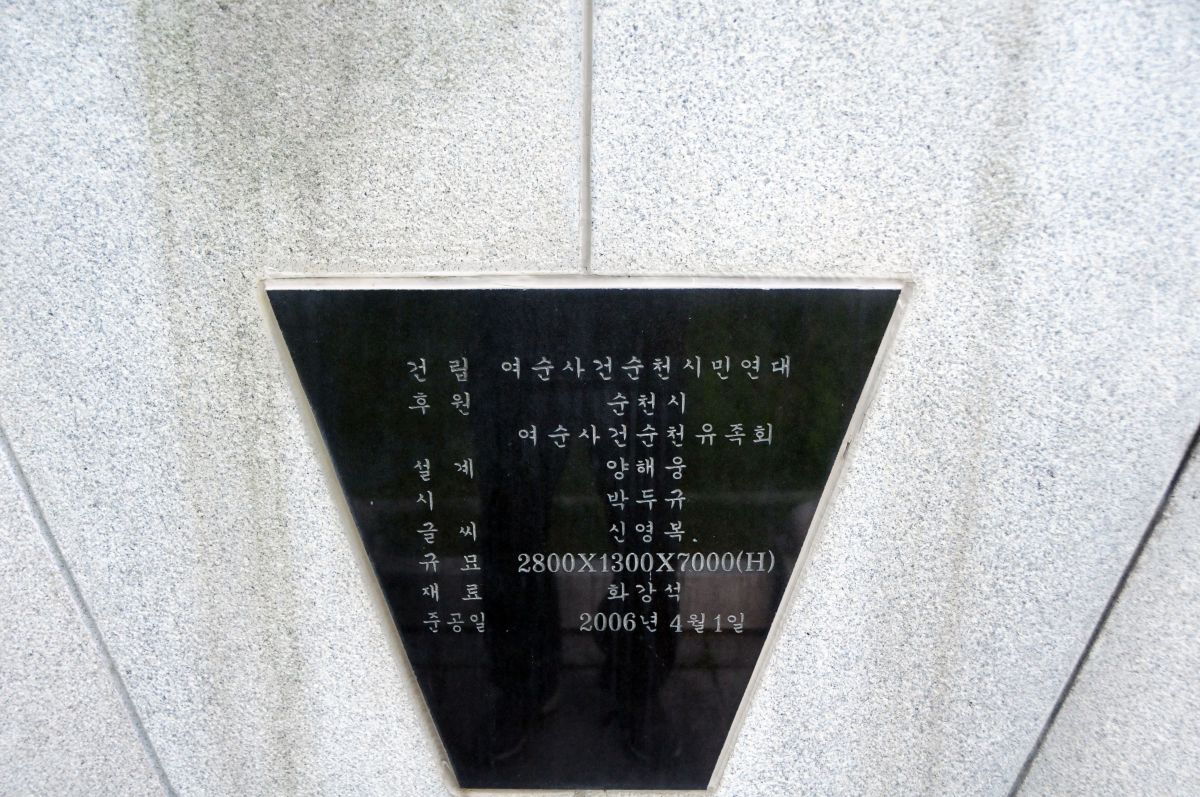 건립 여순사건순천시민연대
후원 순천시
여순사건순천유족회
설계 양해웅
시 박두규
글씨 신영복.
규묘 2800X1300X7000(H)
재료 화강석
준공일 2006년 4월 1일